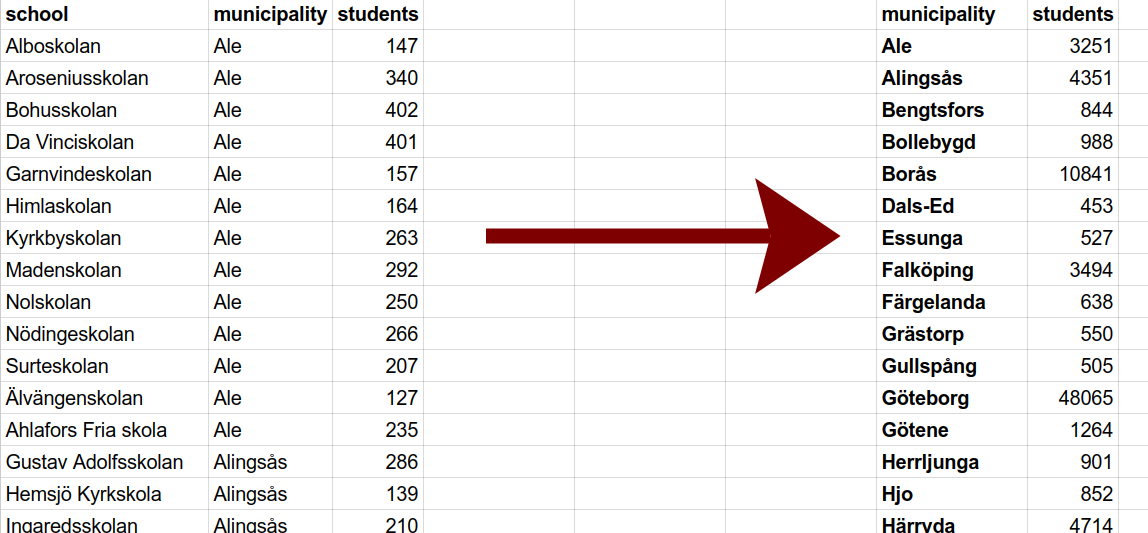 school municipality students municipality students
Alboskolan Ale 147 Ale 3251
Aroseniusskolan Ale 340 Alingsås 4351
Bohusskolan Ale 402 Bengtsfors 844
Da Vinciskolan Ale 401 Bollebygd 988
Garnvindeskolan Ale 157 Borås 10841
Himlaskolan Ale 164 Dals-Ed 453
Kyrkbyskolan Ale 263 Essunga 527
Madenskolan Ale 292 Falköping 3494
Nolskolan Ale 250 Färgelanda 638
Nödingeskolan Ale 266 Grästorp 550
Surteskolan Ale 207 Gullspång 505
Älvängenskolan Ale 127 Göteborg 48065
Ahlafors Fria skola Ale 235 Götene 1264
Gustav Adolfsskolan Alingsås 286 Herrljunga 901
Hemsjö Kyrkskola Alingsås 139 Hjo 852
Ingaredsskolan Alingsås 210 Härryda 4714